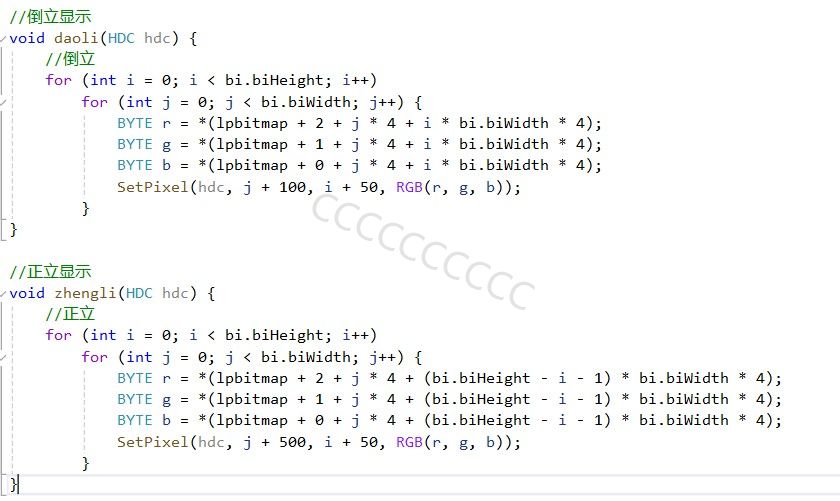 //倒立显示
void daoli(HDC hdc) {
    //倒立
    for (int i = 0; i < bi.biHeight; i++)
        for (int j = 0; j < bi.biWidth; j++) {
            BYTE r = *(lpbitmap + 2 + j * 4 + i * bi.biWidth * 4);
            BYTE g = *(lpbitmap + 1 + j * 4 + i * bi.biWidth * 4);
            BYTE b = *(lpbitmap + 0 + j * 4 + i * bi.biWidth * 4);
            SetPixel(hdc, j + 100, i + 50, RGB(r, g, b));
        }
}
cccccccccc
//正立显示
void zhengli(HDC hdc) {
    //正立
    for (int i = 0; i < bi.biHeight; i++)
        for (int j = 0; j < bi.biWidth; j++) {
            BYTE r = *(lpbitmap + 2 + j * 4 + (bi.biHeight - i - 1) * bi.biWidth * 4);
            BYTE g = *(lpbitmap + 1 + j * 4 + (bi.biHeight - i - 1) * bi.biWidth * 4);
            BYTE b = *(lpbitmap + 0 + j * 4 + (bi.biHeight - i - 1) * bi.biWidth * 4);
            SetPixel(hdc, j + 500, i + 50, RGB(r, g, b));
        }
}